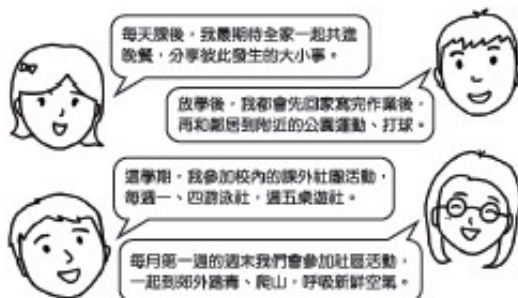 每天課後，我最期待全家一起共進
晚餐，分享彼此發生的大小事。
放學後，我都會先回家寫完作業後，
再和鄰居到附近的公園運動、打球。
這學期，我參加校內的課外社團活動，
每週一、四游泳社，週五桌遊社。
每月第一週的週末我們會參加社區活動，
一起到郊外踏青、爬山，呼吸新鮮空氣。